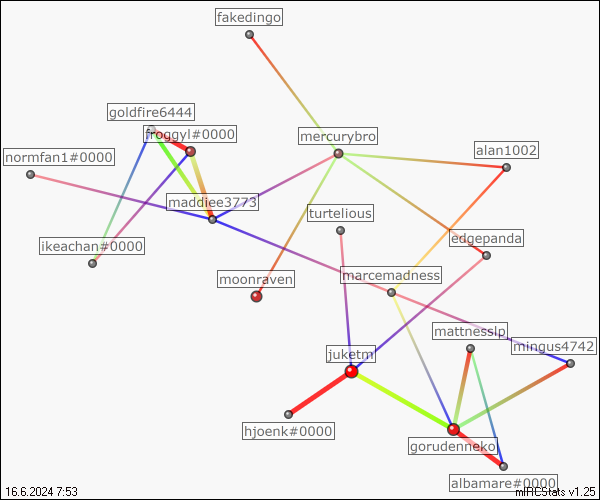 fakedingo
goldfire6444
froggyl#0000
mercurybro
alan1002
normfan1#0000
maddiee3773
turtelious
ikeachan#0000
edgepanda
moonraven
marcemadness
mattnesslp
mingus4742
juketm
hjoenk#0000
gorudenneko
albamare#0000
16.6.2024 7:53
mIRCStats v1.25